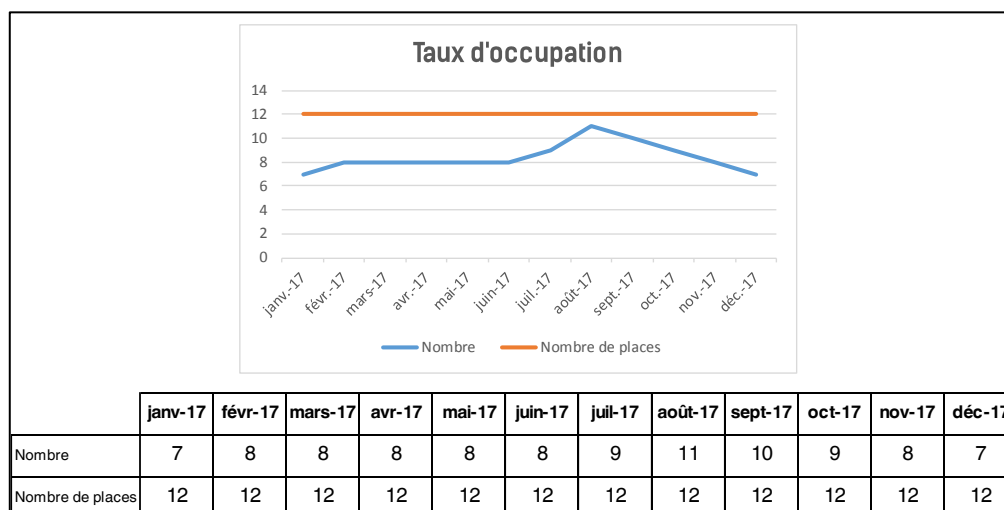 Taux d'occupation
14
12
10
8
6
4
2
0
janv.-17 févr.-17 mars-17 avr.-17 mai-17 juin-17 juil.-17 août-17 sept.-17 oct.-17 nov.-17 déc.-17
Nombre Nombre de places
janv-17 févr-17 mars-17 avr-17 mai-17 juin-17 juil-17 août-17 sept-17 oct-17 nov-17 déc-17
Nombre 7 8 8 8 8 8 9 11 10 9 8 7
Nombre de places 12 12 12 12 12 12 12 12 12 12 12 12